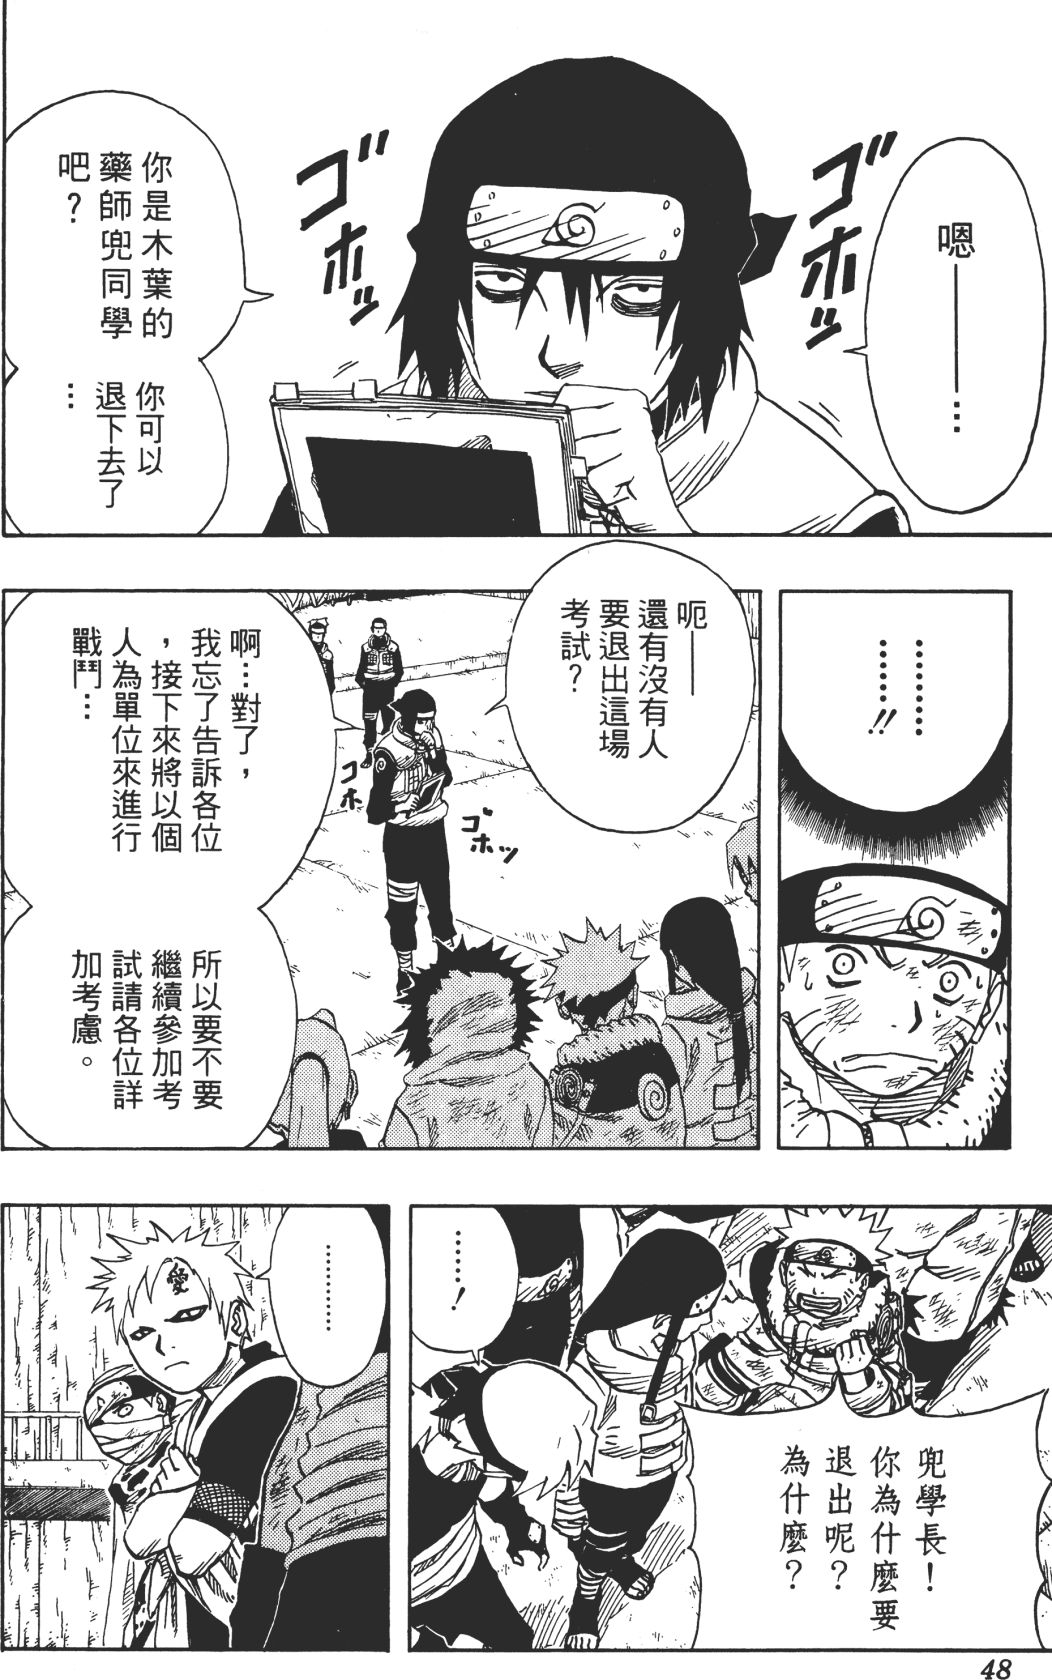 嗯——…
ゴホッ
ゴホッ
你是木葉的
藥師兜同學
吧？
你可以
退下去了
…
………
……!!
呃—
還有沒有人
要退出這場
考試？
ゴホッ
ゴホ
啊…對了，
我忘了告訴各位
，接下來將以個
人為單位來進行
戰鬥…
所以要不要
繼續參加考
試請各位詳
加考慮。
兜學長！
你為什麼要
退出呢？
為什麼？
……！
愛
…………
48